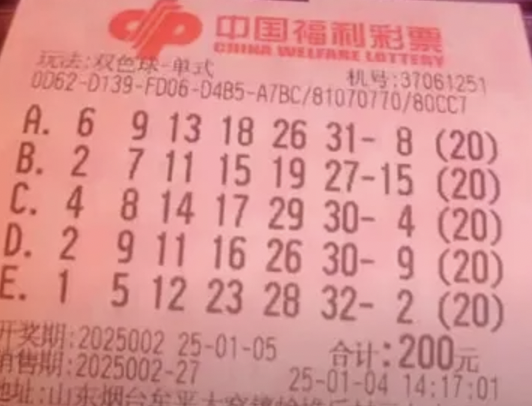 中国福利彩票
CHINA WELFARE LOTTERY
玩法:双色球-单式 机号:37061251
0D62-D139-FD06-D4B5-A7BC/81070770/80CC7
A. 6 9 13 18 26 31- 8 (20)
B. 2 7 11 15 19 27-15 (20)
C. 4 8 14 17 29 30- 4 (20)
D. 2 9 11 16 26 30- 9 (20)
E. 1 5 12 23 28 32- 2 (20)
开奖期:2025002 25-01-05 合计:200元
销售期:2025002-27 25-01-04 14:17:01
地址:山东烟台车平大窑镇